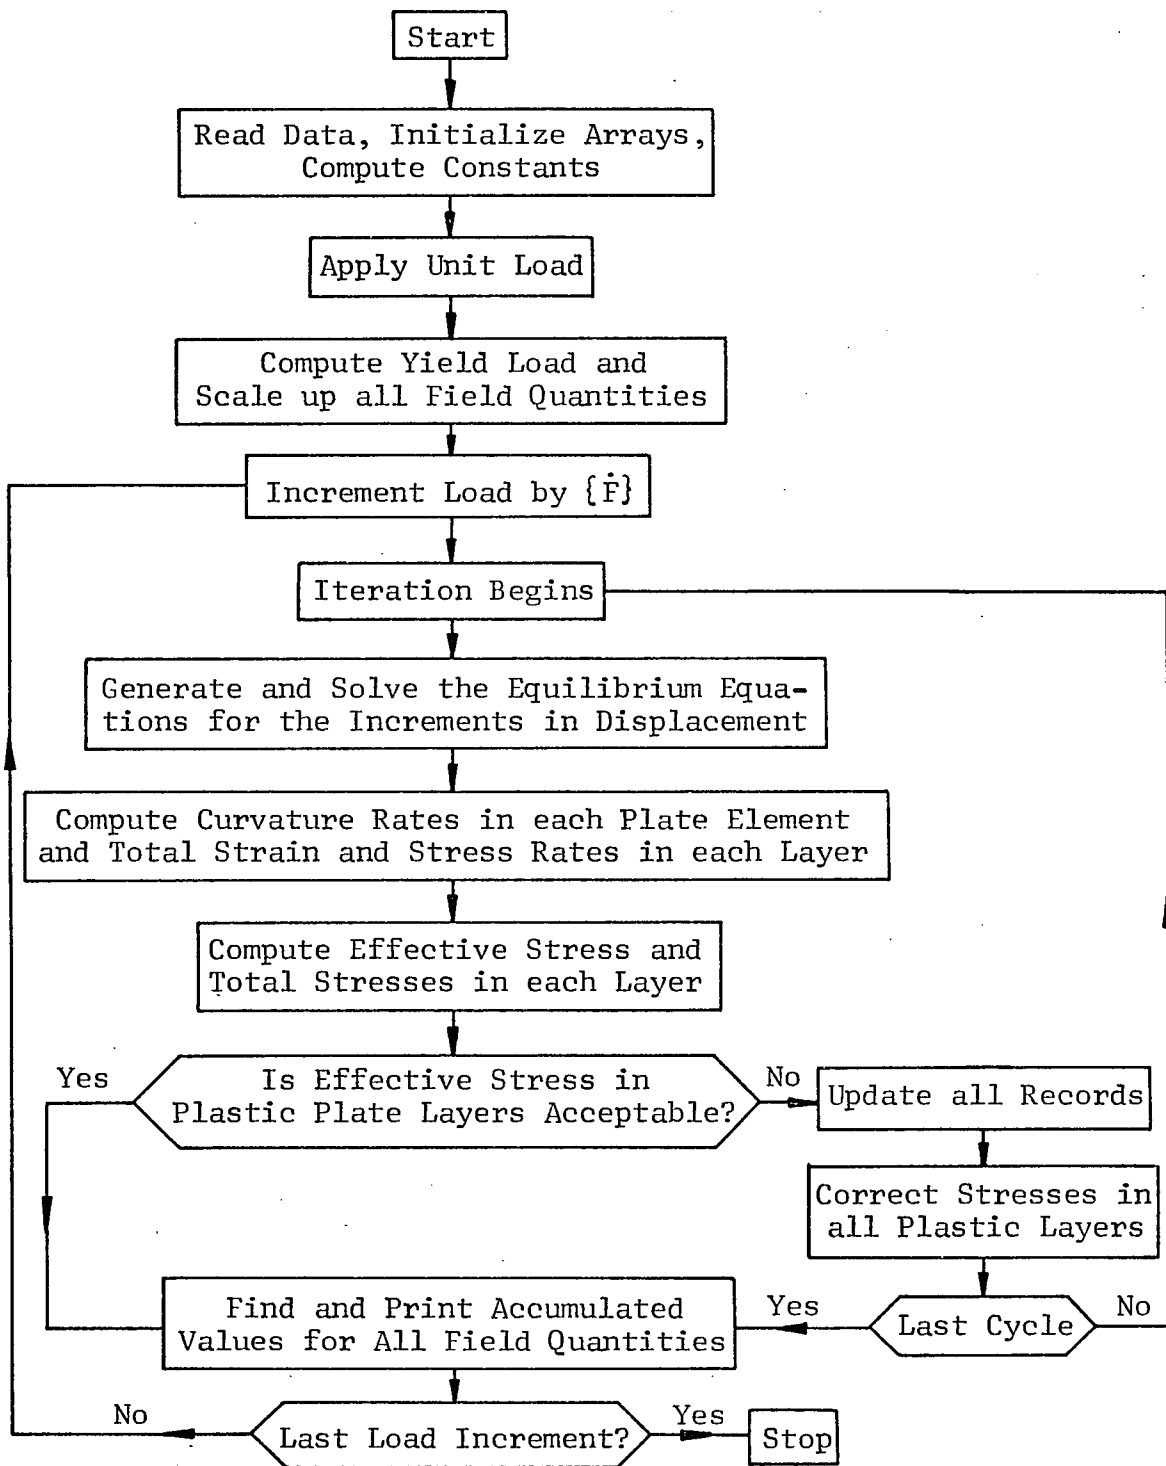 Start
Read Data, Initialize Arrays,
Compute Constants
Apply Unit Load
Compute Yield Load and
Scale up all Field Quantities
Increment Load by {Ḟ}
Iteration Begins
Generate and Solve the Equilibrium Equa-
tions for the Increments in Displacement
Compute Curvature Rates in each Plate Element
and Total Strain and Stress Rates in each Layer
Compute Effective Stress and
Total Stresses in each Layer
Yes
Is Effective Stress in
Plastic Plate Layers Acceptable?
No
Update all Records
Correct Stresses in
all Plastic Layers
Find and Print Accumulated
Values for All Field Quantities
Yes
Last Cycle
No
No
Last Load Increment?
Yes
Stop